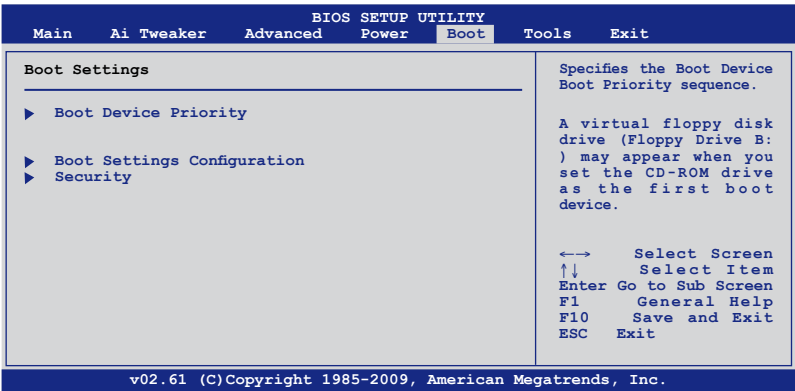 BIOS SETUP UTILITY
Main Ai Tweaker Advanced Power Boot Tools Exit
Boot Settings
▶ Boot Device Priority
▶ Boot Settings Configuration
▶ Security
Specifies the Boot Device
Boot Priority sequence.
A virtual floppy disk
drive (Floppy Drive B:
) may appear when you
set the CD-ROM drive
as the first boot
device.
←→ Select Screen
↑↓ Select Item
Enter Go to Sub Screen
F1 General Help
F10 Save and Exit
ESC Exit
v02.61 (C)Copyright 1985-2009, American Megatrends, Inc.